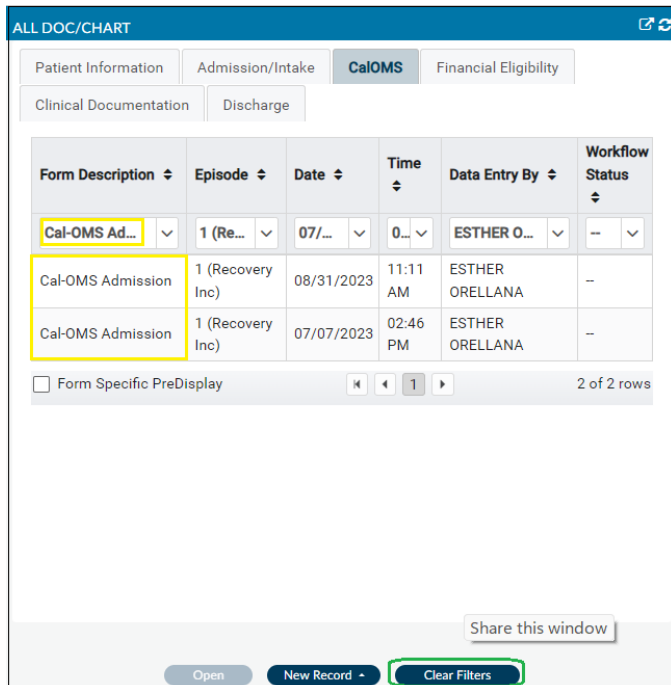 ALL DOC/CHART
Patient Information Admission/Intake CalOMS Financial Eligibility
Clinical Documentation Discharge
Form Description Episode Date Time Data Entry By Workflow Status
Cal-OMS Ad... 1 (Re... 07/... 0... ESTHER O... --
Cal-OMS Admission 1 (Recovery Inc) 08/31/2023 11:11 AM ESTHER ORELLANA --
Cal-OMS Admission 1 (Recovery Inc) 07/07/2023 02:46 PM ESTHER ORELLANA --
Form Specific PreDisplay 1 2 of 2 rows
Share this window
Open New Record Clear Filters